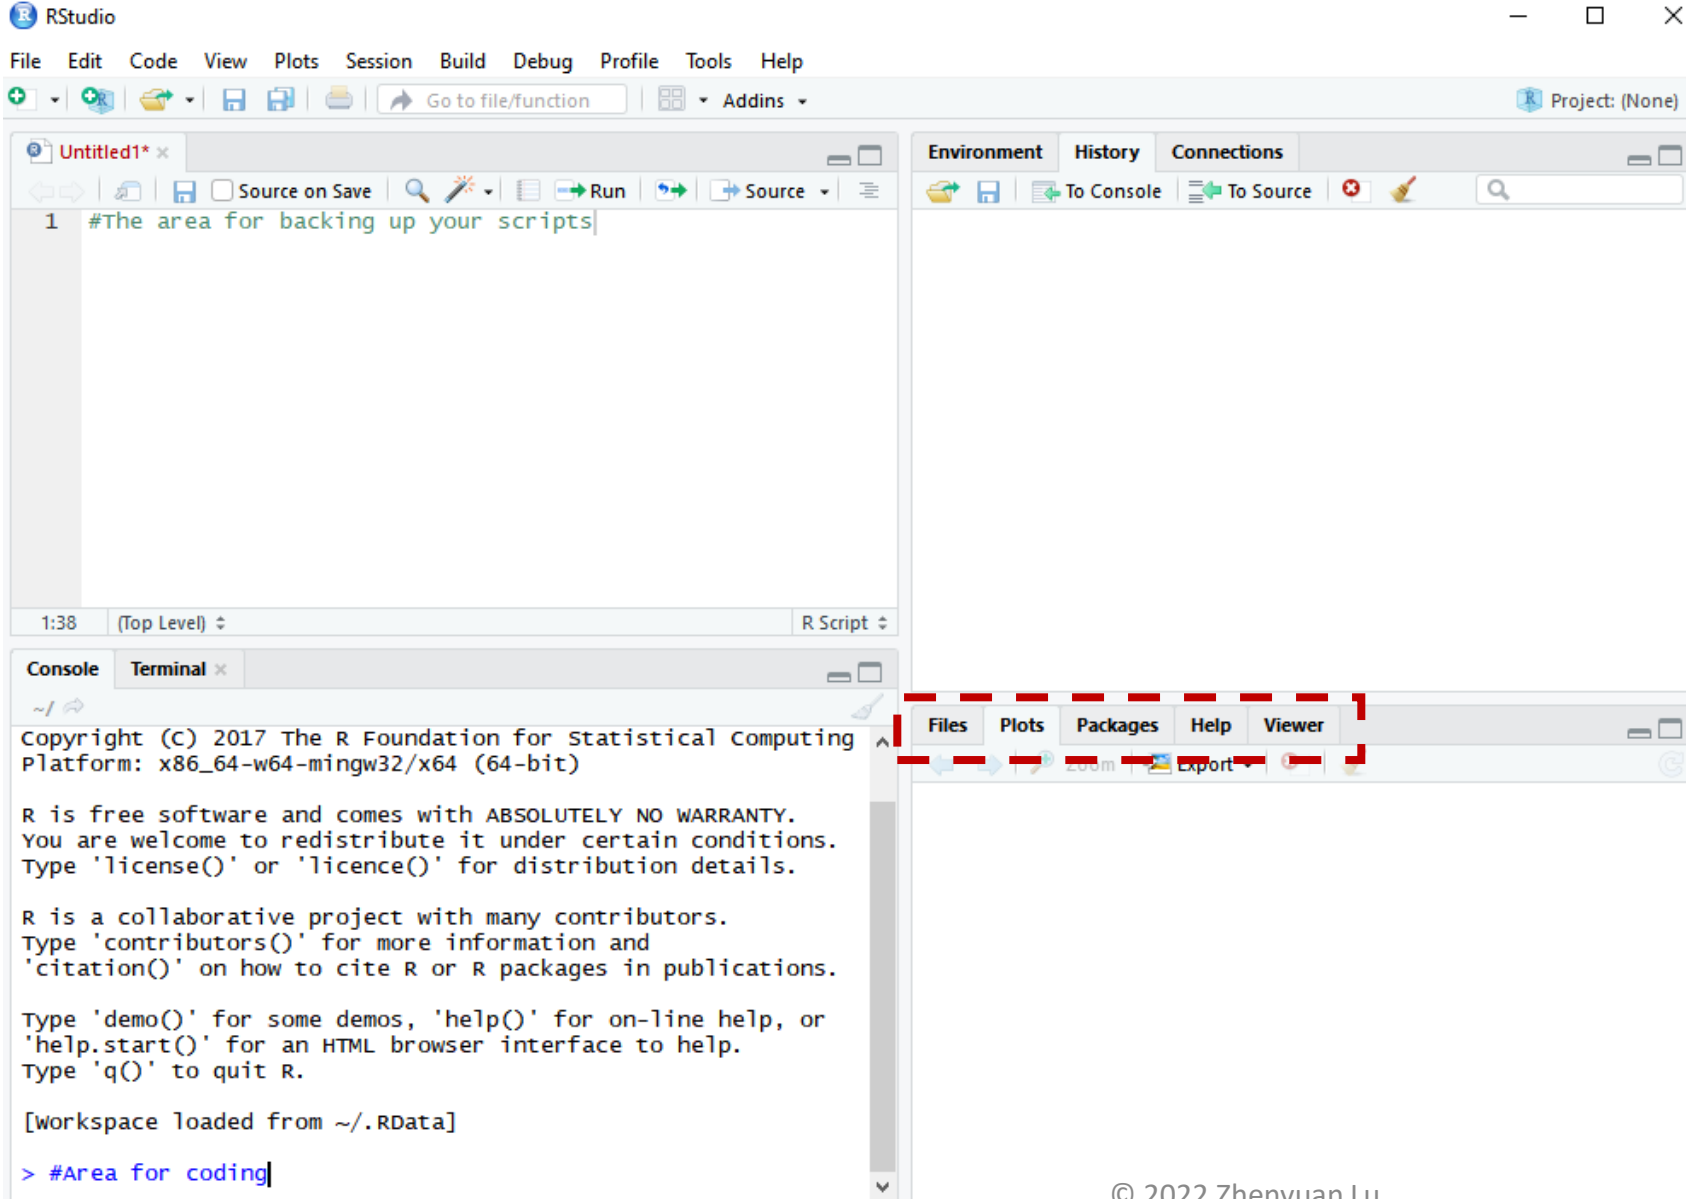 RStudio
File Edit Code View Plots Session Build Debug Profile Tools Help
Go to file/function Addins Project: (None)
Untitled1*
Source on Save Run Source
1 #The area for backing up your scripts
1:38 (Top Level) R Script
Console Terminal
~/
Copyright (C) 2017 The R Foundation for Statistical Computing
Platform: x86_64-w64-mingw32/x64 (64-bit)
R is free software and comes with ABSOLUTELY NO WARRANTY.
You are welcome to redistribute it under certain conditions.
Type 'license()' or 'licence()' for distribution details.
R is a collaborative project with many contributors.
Type 'contributors()' for more information and
'citation()' on how to cite R or R packages in publications.
Type 'demo()' for some demos, 'help()' for on-line help, or
'help.start()' for an HTML browser interface to help.
Type 'q()' to quit R.
[Workspace loaded from ~/.RData]
> #Area for coding
Environment History Connections
To Console To Source
Files Plots Packages Help Viewer
Zoom Export
© 2022 Zhenyuan Lu